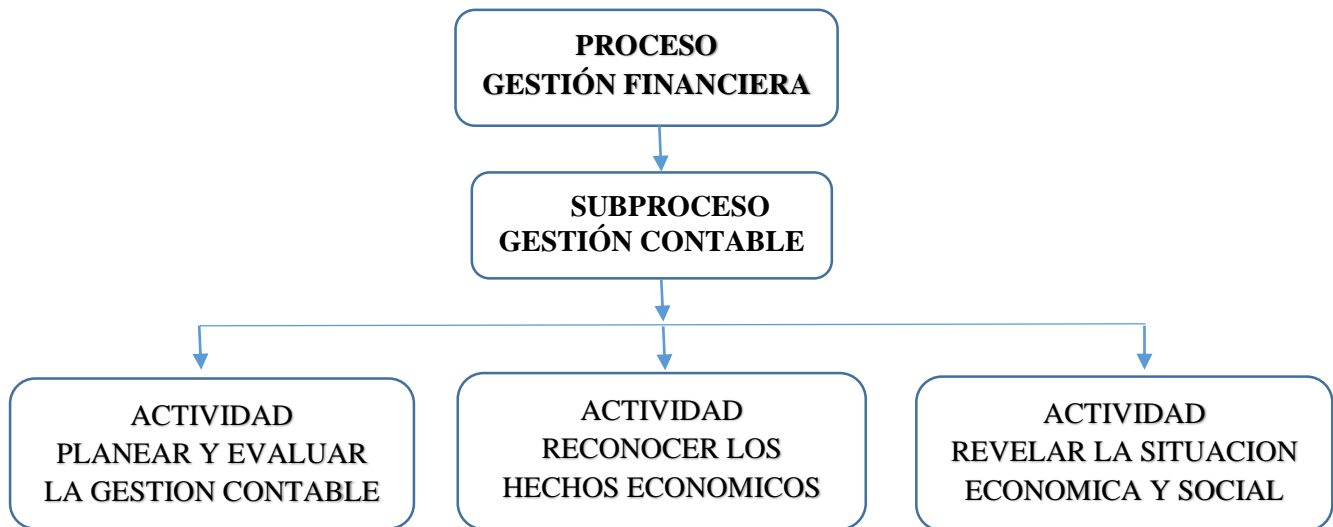 PROCESO
GESTIÓN FINANCIERA
SUBPROCESO
GESTIÓN CONTABLE
ACTIVIDAD
PLANEAR Y EVALUAR
LA GESTION CONTABLE
ACTIVIDAD
RECONOCER LOS
HECHOS ECONOMICOS
ACTIVIDAD
REVELAR LA SITUACION
ECONOMICA Y SOCIAL